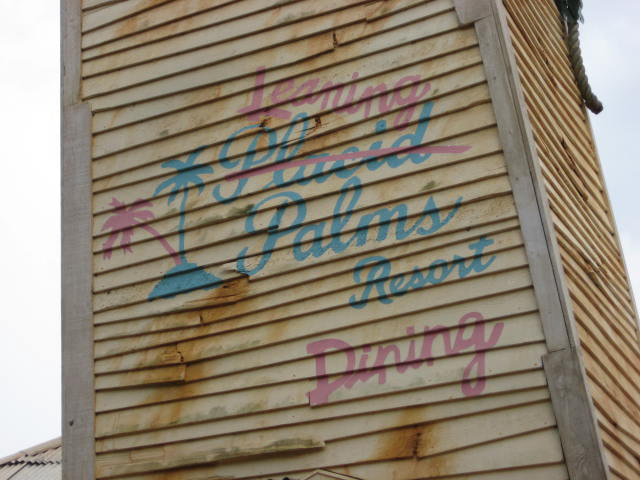 Leaning
Placid
Palms
Resort
Dining